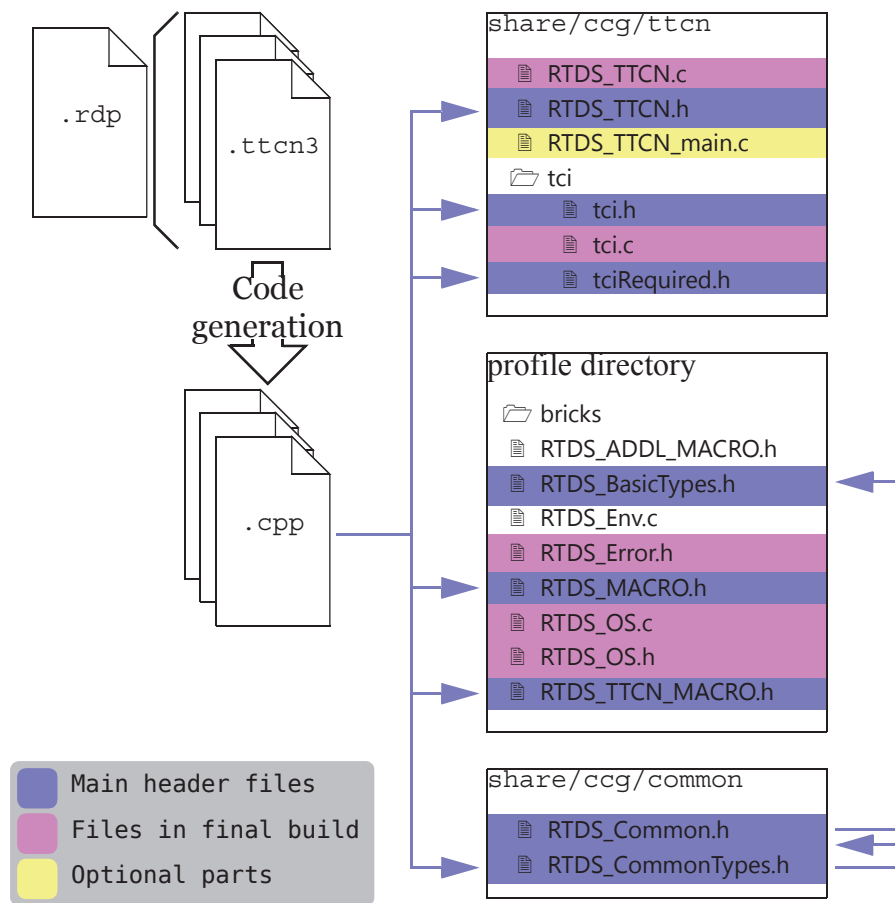 .rdp
.ttcn3
Code
generation
.cpp
share/ccg/ttcn
RTDS_TTCN.c
RTDS_TTCN.h
RTDS_TTCN_main.c
tci
tci.h
tci.c
tciRequired.h
profile directory
bricks
RTDS_ADDL_MACRO.h
RTDS_BasicTypes.h
RTDS_Env.c
RTDS_Error.h
RTDS_MACRO.h
RTDS_OS.c
RTDS_OS.h
RTDS_TTCN_MACRO.h
share/ccg/common
RTDS_Common.h
RTDS_CommonTypes.h
Main header files
Files in final build
Optional parts